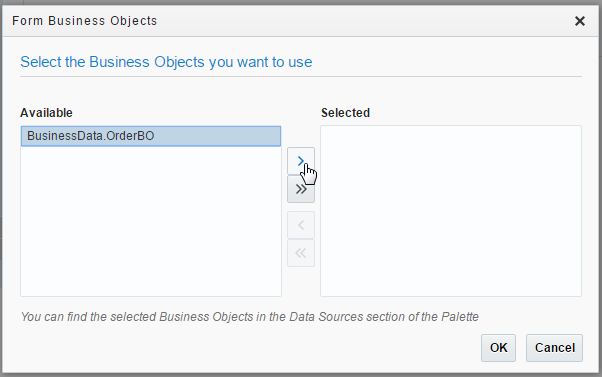 Form Business Objects
Select the Business Objects you want to use
Available
Selected
BusinessData.OrderBO
You can find the selected Business Objects in the Data Sources section of the Palette
OK
Cancel